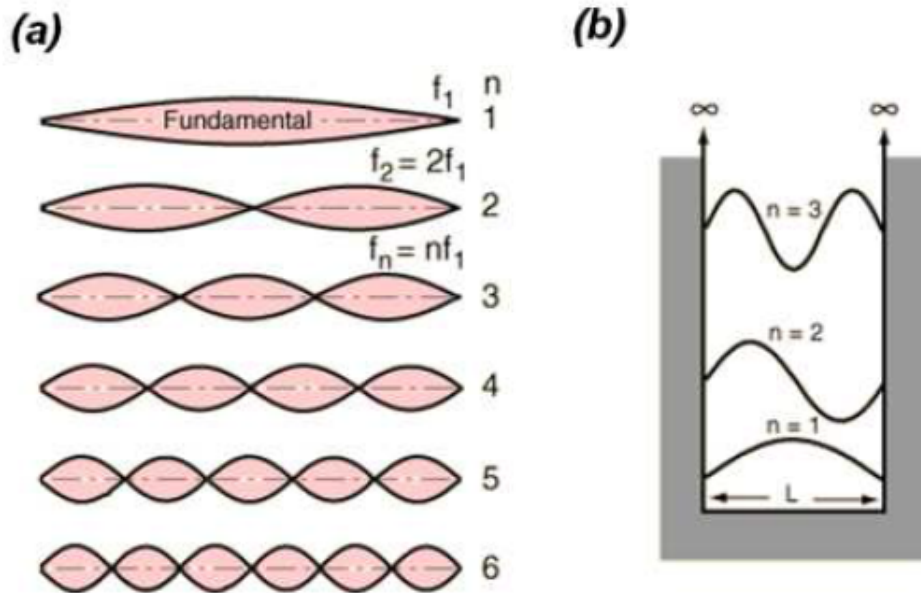 (a)
f₁ n
Fundamental 1
f₂ = 2f₁
2
fₙ = nf₁
3
4
5
6
(b)
∞ ∞
n = 3
n = 2
n = 1
L